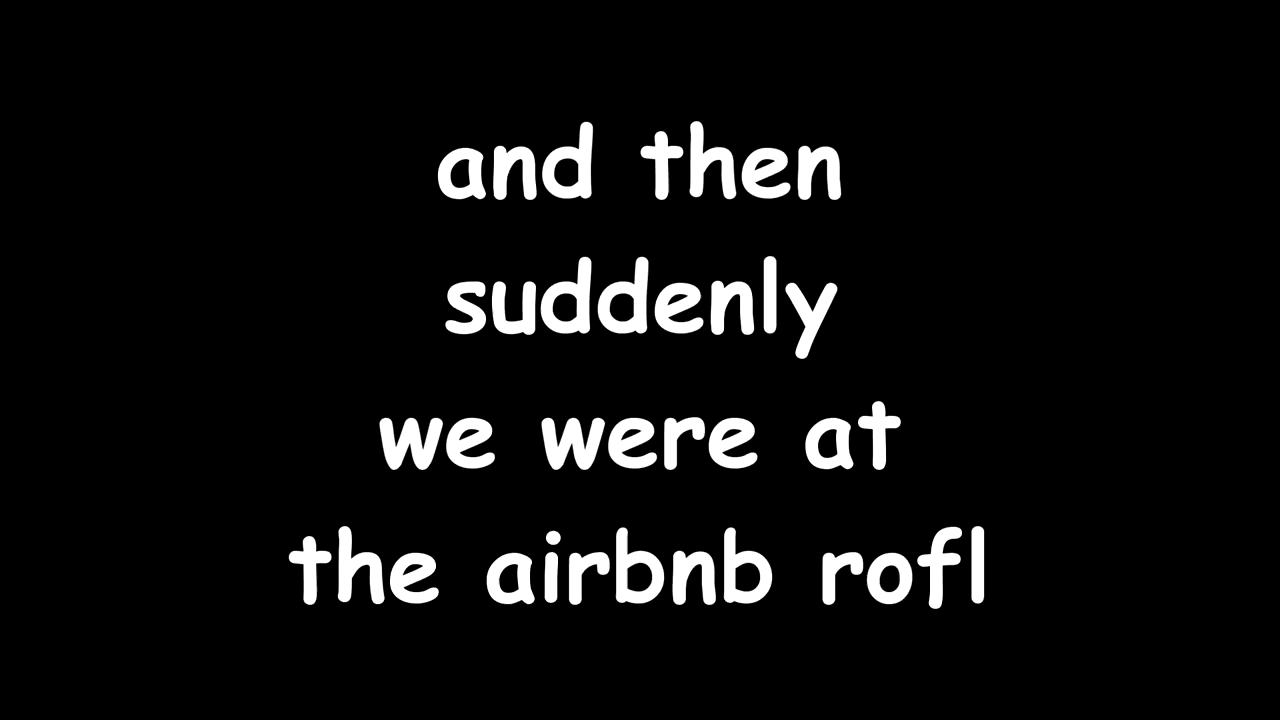 and then
suddenly
we were at
the airbnb rofl